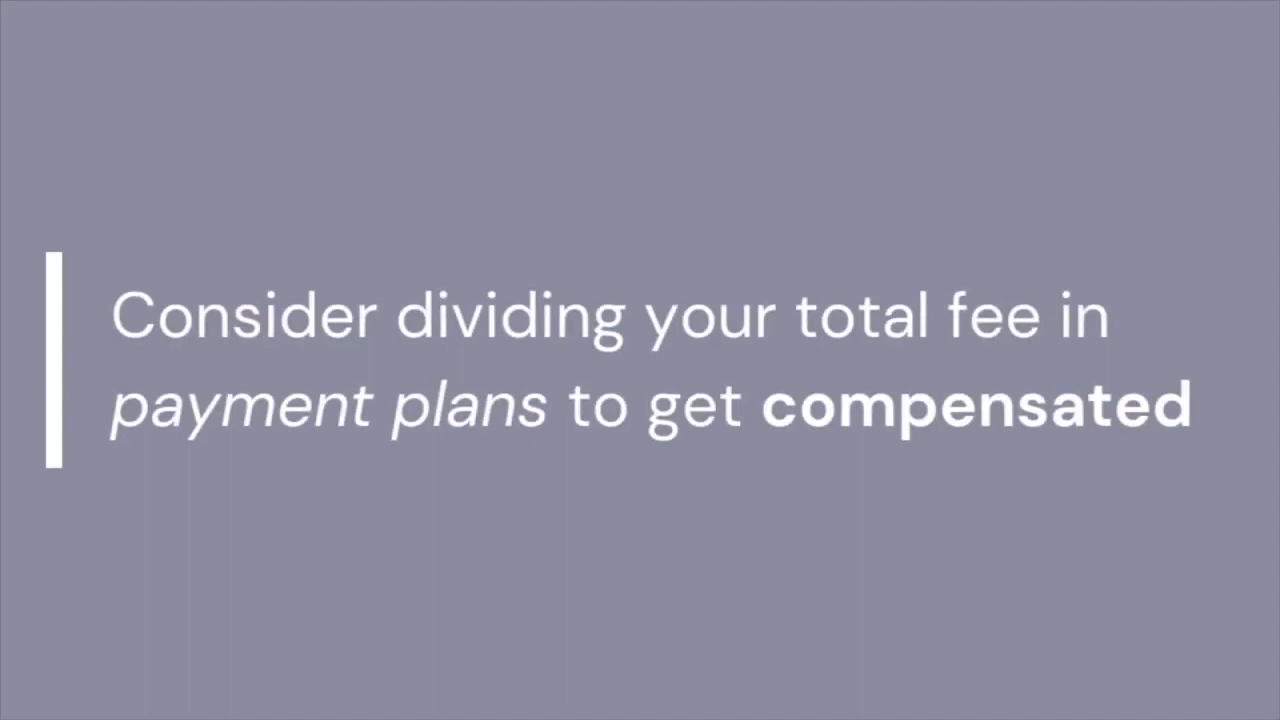 Consider dividing your total fee in
payment plans to get compensated